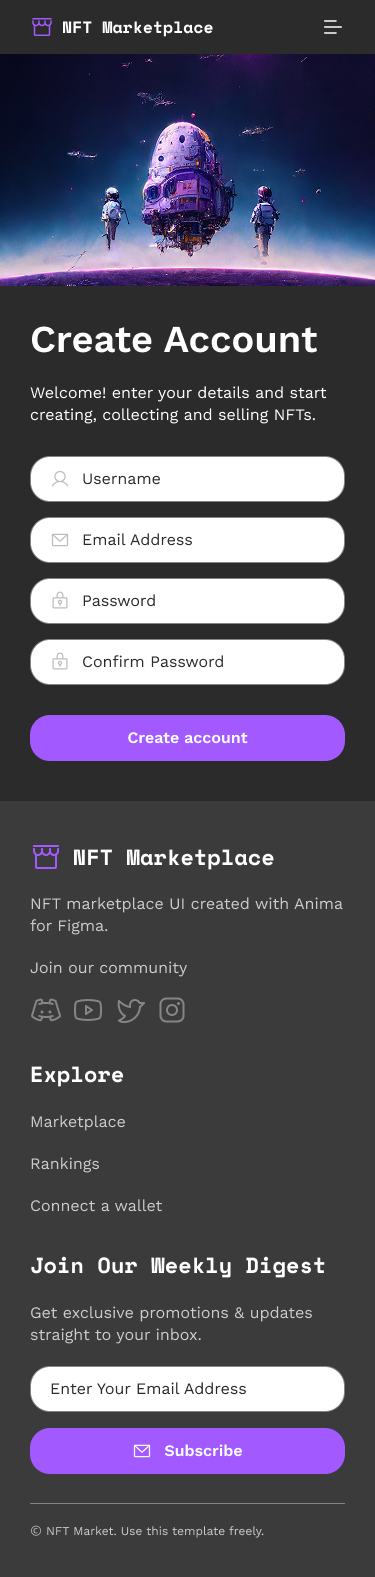 NFT Marketplace
Create Account
Welcome! enter your details and start
creating, collecting and selling NFTs.
Username
Email Address
Password
Confirm Password
Create account
NFT Marketplace
NFT marketplace UI created with Anima
for Figma.
Join our community
Explore
Marketplace
Rankings
Connect a wallet
Join Our Weekly Digest
Get exclusive promotions & updates
straight to your inbox.
Enter Your Email Address
Subscribe
© NFT Market. Use this template freely.